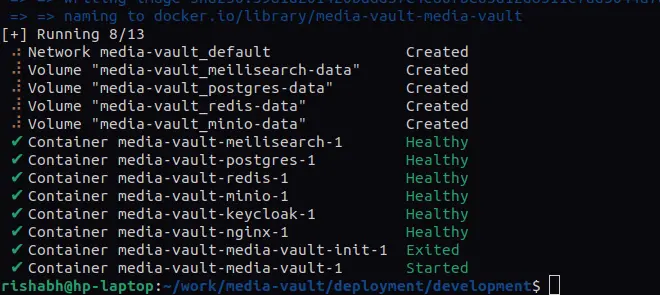 => => naming to docker.io/library/media-vault-media-vault
[+] Running 8/13
⠼ Network media-vault_default Created
⠼ Volume "media-vault_meilisearch-data" Created
⠼ Volume "media-vault_postgres-data" Created
⠼ Volume "media-vault_redis-data" Created
⠼ Volume "media-vault_minio-data" Created
✔ Container media-vault-meilisearch-1 Healthy
✔ Container media-vault-postgres-1 Healthy
✔ Container media-vault-redis-1 Healthy
✔ Container media-vault-minio-1 Healthy
✔ Container media-vault-keycloak-1 Healthy
✔ Container media-vault-nginx-1 Healthy
✔ Container media-vault-media-vault-init-1 Exited
✔ Container media-vault-media-vault-1 Started
rishabh@hp-laptop:~/work/media-vault/deployment/development$